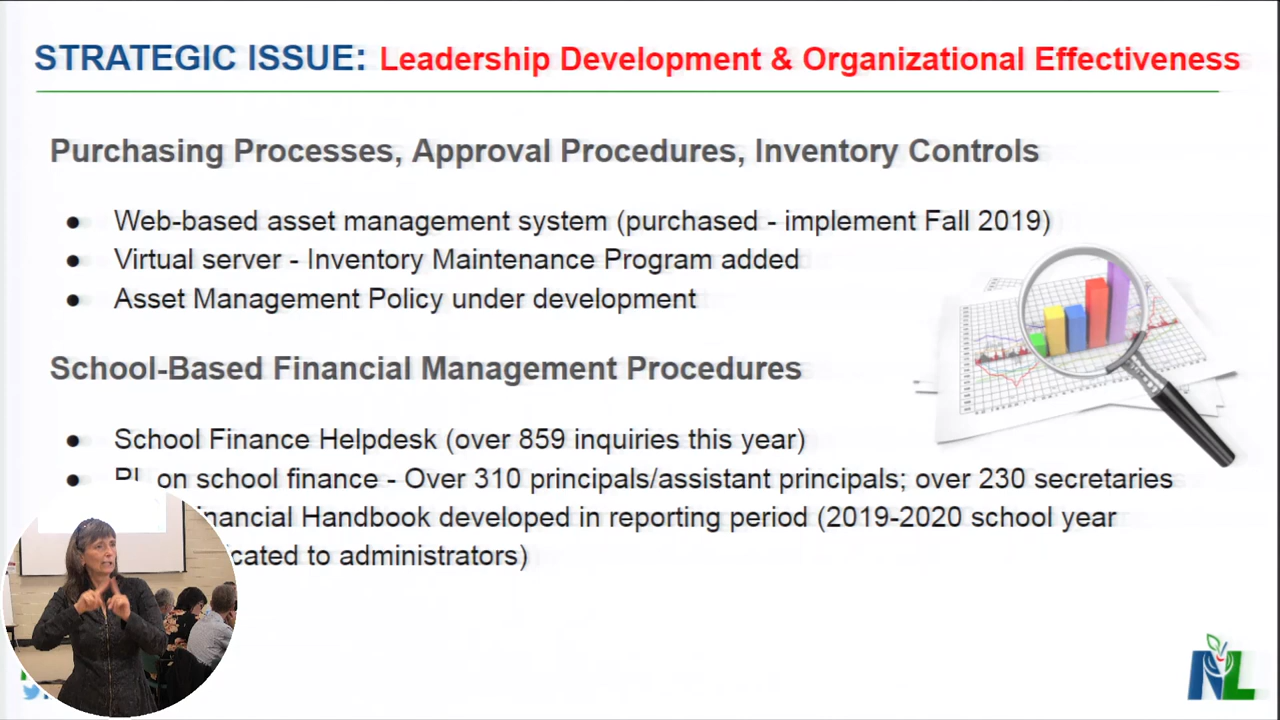 STRATEGIC ISSUE: Leadership Development & Organizational Effectiveness
Purchasing Processes, Approval Procedures, Inventory Controls
● Web-based asset management system (purchased - implement Fall 2019)
● Virtual server - Inventory Maintenance Program added
● Asset Management Policy under development
School-Based Financial Management Procedures
● School Finance Helpdesk (over 859 inquiries this year)
● on school finance - Over 310 principals/assistant principals; over 230 secretaries
Handbook developed in reporting period (2019-2020 school year
to administrators)
NL